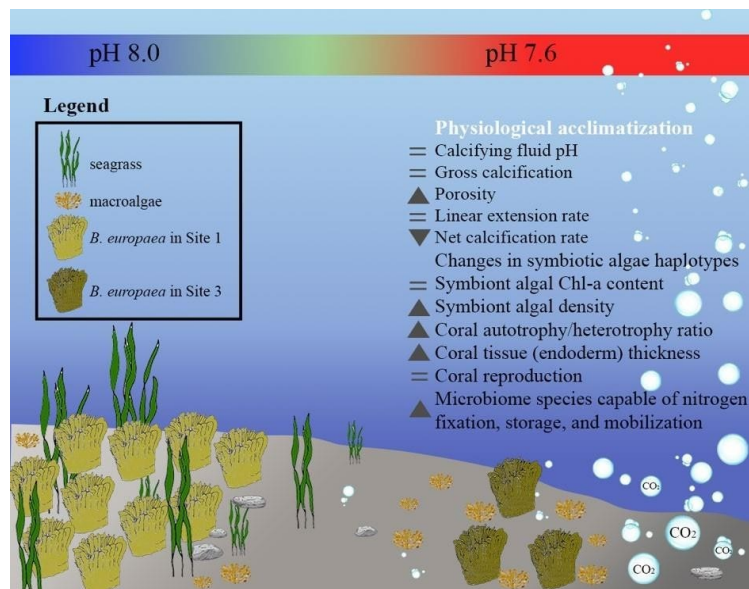 pH 8.0
pH 7.6
Legend
seagrass
macroalgae
B. europaea in Site 1
B. europaea in Site 3
Physiological acclimatization
= Calcifying fluid pH
= Gross calcification
▲ Porosity
= Linear extension rate
▼ Net calcification rate
Changes in symbiotic algae haplotypes
= Symbiont algal Chl-a content
▲ Symbiont algal density
▲ Coral autotrophy/heterotrophy ratio
▲ Coral tissue (endoderm) thickness
= Coral reproduction
▲ Microbiome species capable of nitrogen
fixation, storage, and mobilization
CO₂
CO₂
CO₂
CO₂